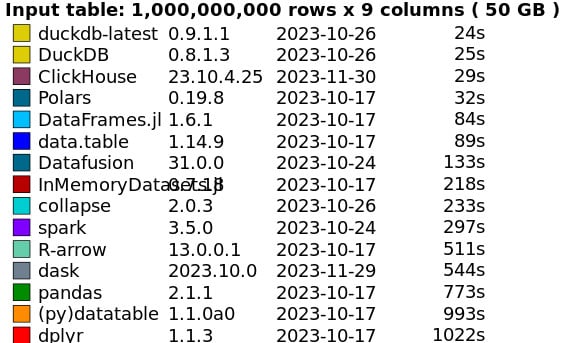 Input table: 1,000,000,000 rows x 9 columns ( 50 GB )
duckdb-latest 0.9.1.1 2023-10-26 24s
DuckDB 0.8.1.3 2023-10-26 25s
ClickHouse 23.10.4.25 2023-11-30 29s
Polars 0.19.8 2023-10-17 32s
DataFrames.jl 1.6.1 2023-10-17 84s
data.table 1.14.9 2023-10-17 89s
Datafusion 31.0.0 2023-10-24 133s
InMemoryDatasets.jl 0.7.18 2023-10-17 218s
collapse 2.0.3 2023-10-26 233s
spark 3.5.0 2023-10-24 297s
R-arrow 13.0.0.1 2023-10-17 511s
dask 2023.10.0 2023-11-29 544s
pandas 2.1.1 2023-10-17 773s
(py)datatable 1.1.0a0 2023-10-17 993s
dplyr 1.1.3 2023-10-17 1022s